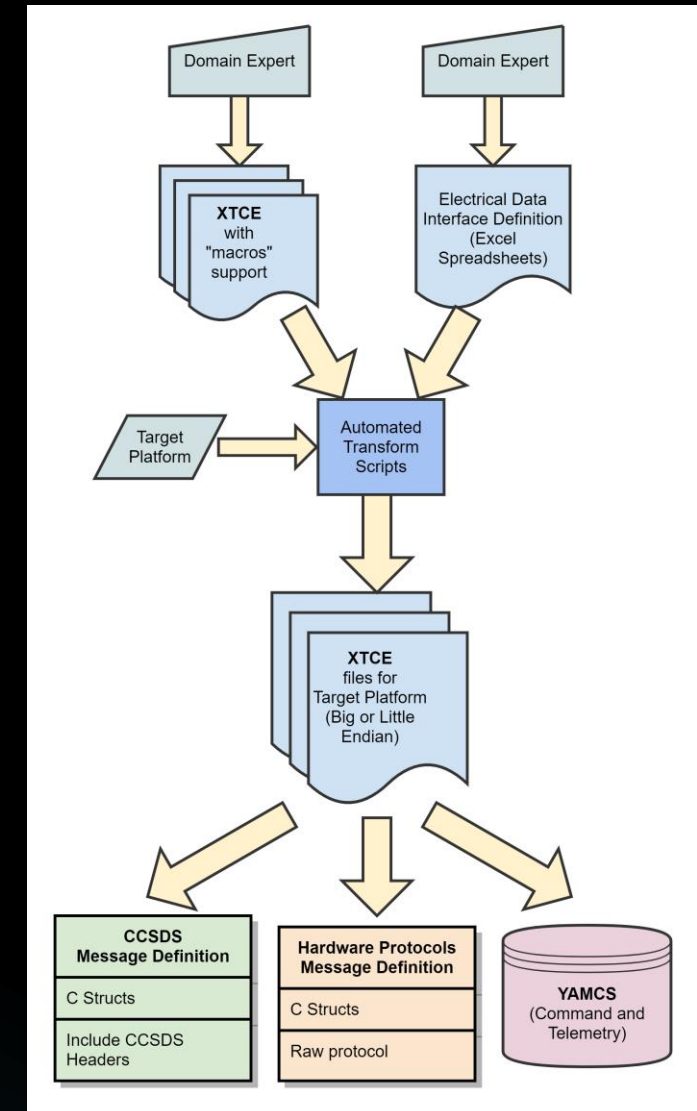 Domain Expert
Domain Expert
XTCE
with
"macros"
support
Electrical Data
Interface Definition
(Excel
Spreadsheets)
Target
Platform
Automated
Transform
Scripts
XTCE
files for
Target Platform
(Big or Little
Endian)
CCSDS
Message Definition
C Structs
Include CCSDS
Headers
Hardware Protocols
Message Definition
C Structs
Raw protocol
YAMCS
(Command and
Telemetry)